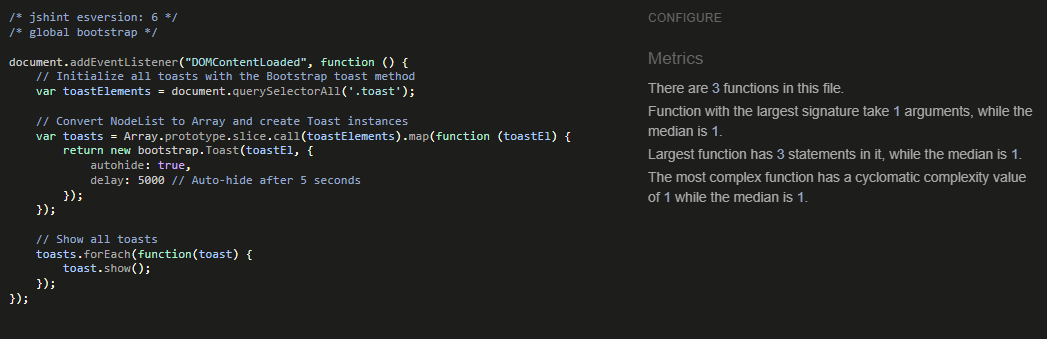 /* jshint esversion: 6 */
/* global bootstrap */
document.addEventListener("DOMContentLoaded", function () {
    // Initialize all toasts with the Bootstrap toast method
    var toastElements = document.querySelectorAll('.toast');
    // Convert NodeList to Array and create Toast instances
    var toasts = Array.prototype.slice.call(toastElements).map(function (toastEl) {
        return new bootstrap.Toast(toastEl, {
            autohide: true,
            delay: 5000 // Auto-hide after 5 seconds
        });
    });
    // Show all toasts
    toasts.forEach(function(toast) {
        toast.show();
    });
});
CONFIGURE
Metrics
There are 3 functions in this file.
Function with the largest signature take 1 arguments, while the
median is 1.
Largest function has 3 statements in it, while the median is 1.
The most complex function has a cyclomatic complexity value
of 1 while the median is 1.